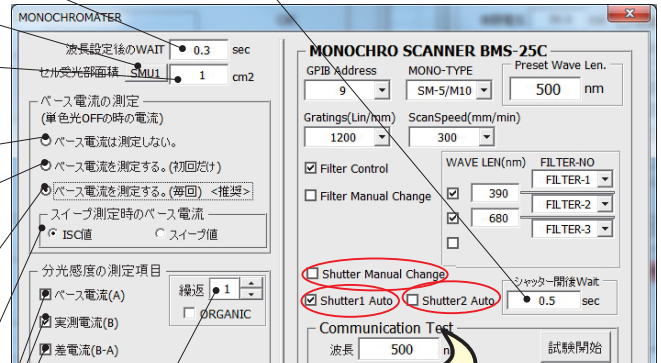 MONOCHROMATER
波長設定後のWAIT 0.3 sec
セル受光部面積 SMU1 1 cm2
ベース電流の測定
(単色光OFFの時の電流)
ベース電流は測定しない。
ベース電流を測定する。(初回だけ)
ベース電流を測定する。(毎回) <推奨>
スイープ測定時のベース電流
ISC値 スイープ値
分光感度の測定項目
ベース電流(A)
実測電流(B)
差電流(B-A)
繰返 1
ORGANIC
MONOCHRO SCANNER BMS-25C
GPIB Address MONO-TYPE Preset Wave Len.
9 SM-5/M10 500 nm
Gratings(Lin/mm) ScanSpeed(mm/min)
1200 300
Filter Control
Filter Manual Change
WAVE LEN(nm) FILTER-NO
FILTER-1
390
FILTER-2
680
FILTER-3
Shutter Manual Change
Shutter1 Auto Shutter2 Auto
シャッター開後Wait
0.5 sec
Communication Test
波長 500 試験開始